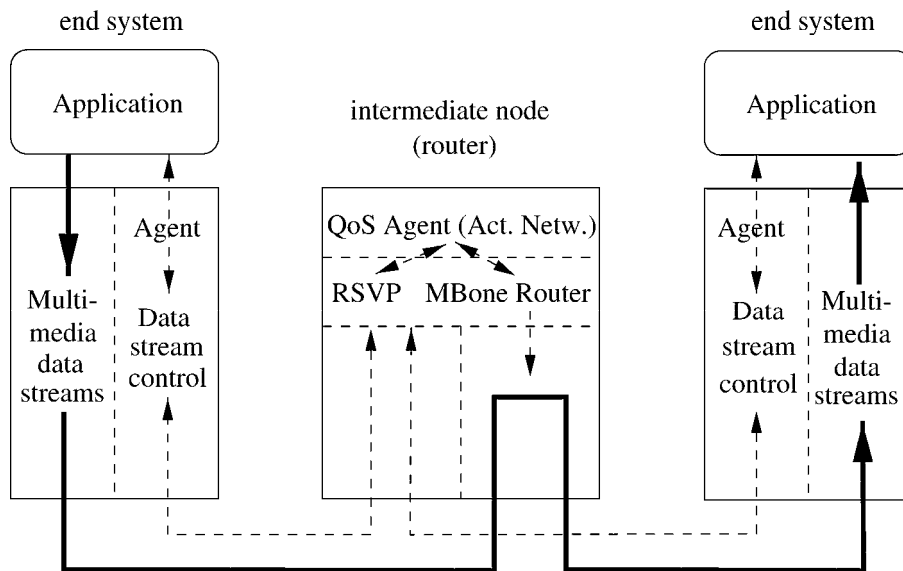 end system
Application
Agent
Multi-
media
data
streams
Data
stream
control
intermediate node
(router)
QoS Agent (Act. Netw.)
RSVP
MBone Router
end system
Application
Agent
Data
stream
control
Multi-
media
data
streams